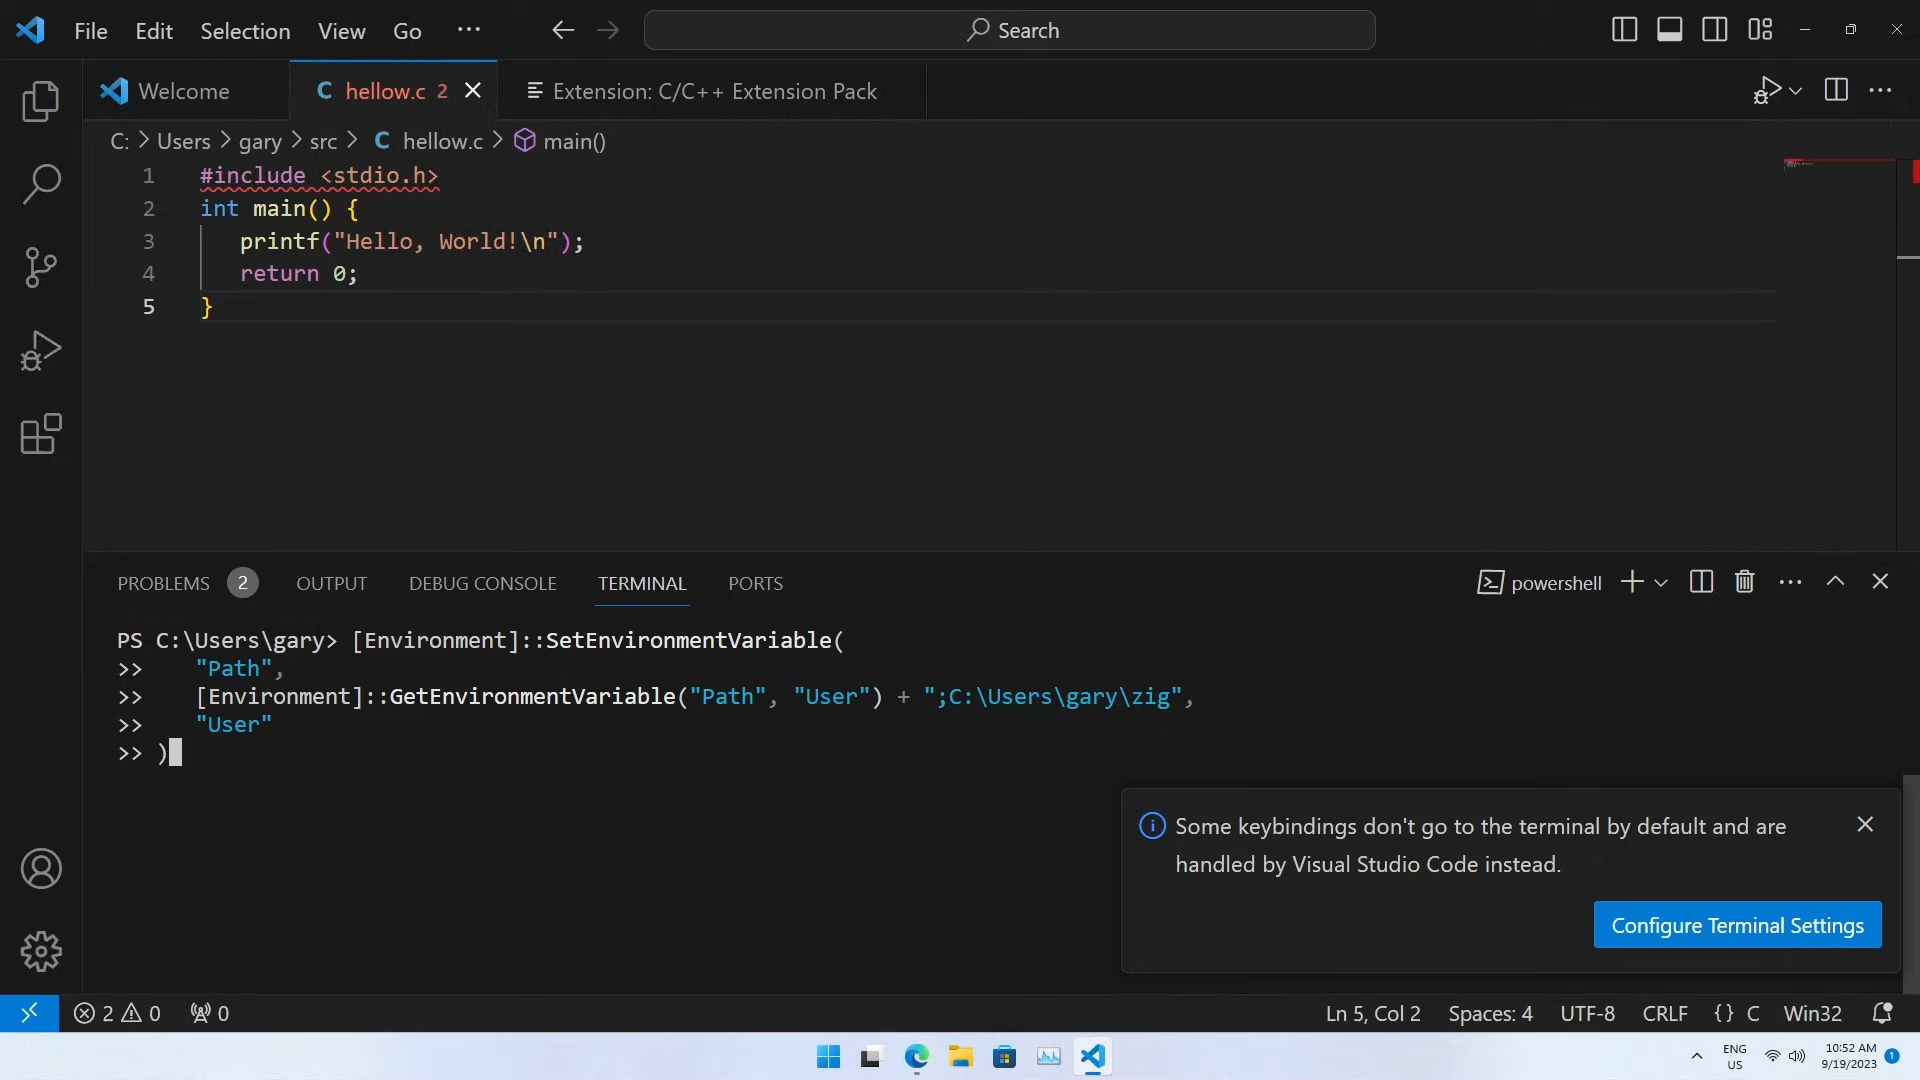 File Edit Selection View Go ··· Search
Welcome hellow.c 2 Extension: C/C++ Extension Pack
C: > Users > gary > src > C hellow.c > main()
1 #include <stdio.h>
2 int main() {
3 printf("Hello, World!\n");
4 return 0;
5 }
PROBLEMS 2 OUTPUT DEBUG CONSOLE TERMINAL PORTS powershell
PS C:\Users\gary> [Environment]::SetEnvironmentVariable(
>> "Path",
>> [Environment]::GetEnvironmentVariable("Path", "User") + ";C:\Users\gary\zig",
>> "User"
>> )
Some keybindings don't go to the terminal by default and are
handled by Visual Studio Code instead.
Configure Terminal Settings
2 0 0 Ln 5, Col 2 Spaces: 4 UTF-8 CRLF {} C Win32
ENG
US
10:52 AM
9/19/2023
1